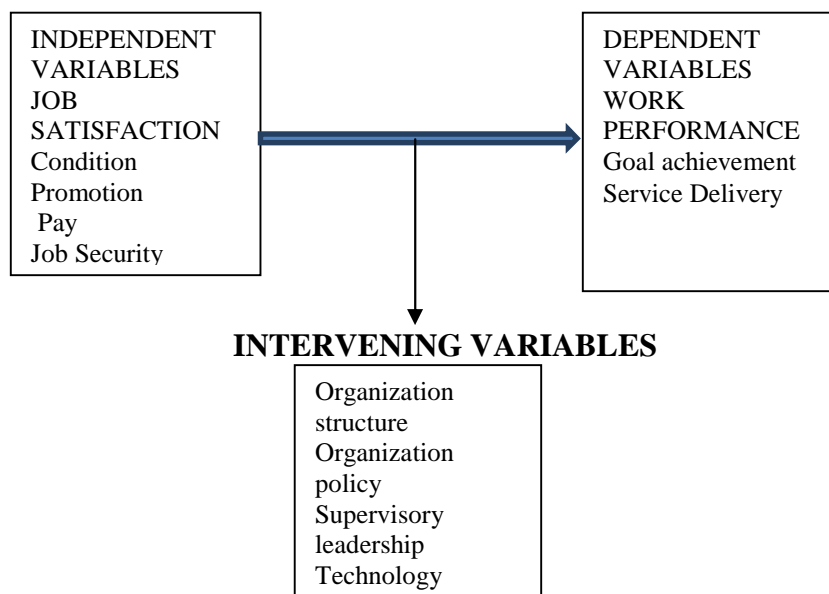 INDEPENDENT
VARIABLES
JOB
SATISFACTION
Condition
Promotion
Pay
Job Security
DEPENDENT
VARIABLES
WORK
PERFORMANCE
Goal achievement
Service Delivery
INTERVENING VARIABLES
Organization
structure
Organization
policy
Supervisory
leadership
Technology